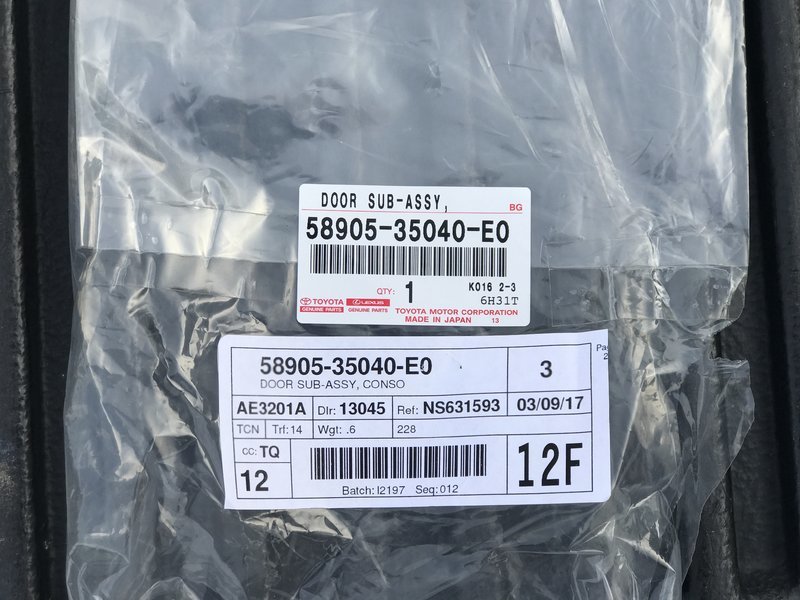 DOOR SUB-ASSY,
BG
58905-35040-E0
QTY: 1
K016 2-3
6H31T
TOYOTA
GENUINE PARTS
LEXUS
GENUINE PARTS
TOYOTA MOTOR CORPORATION
MADE IN JAPAN 13
58905-35040-E0
DOOR SUB-ASSY, CONSO
3
AE3201A
Dlr: 13045
Ref: NS631593
03/09/17
TCN
Trf: 14
Wgt: .6
228
CC: TQ
12
12F
Batch: I2197 Seq: 012